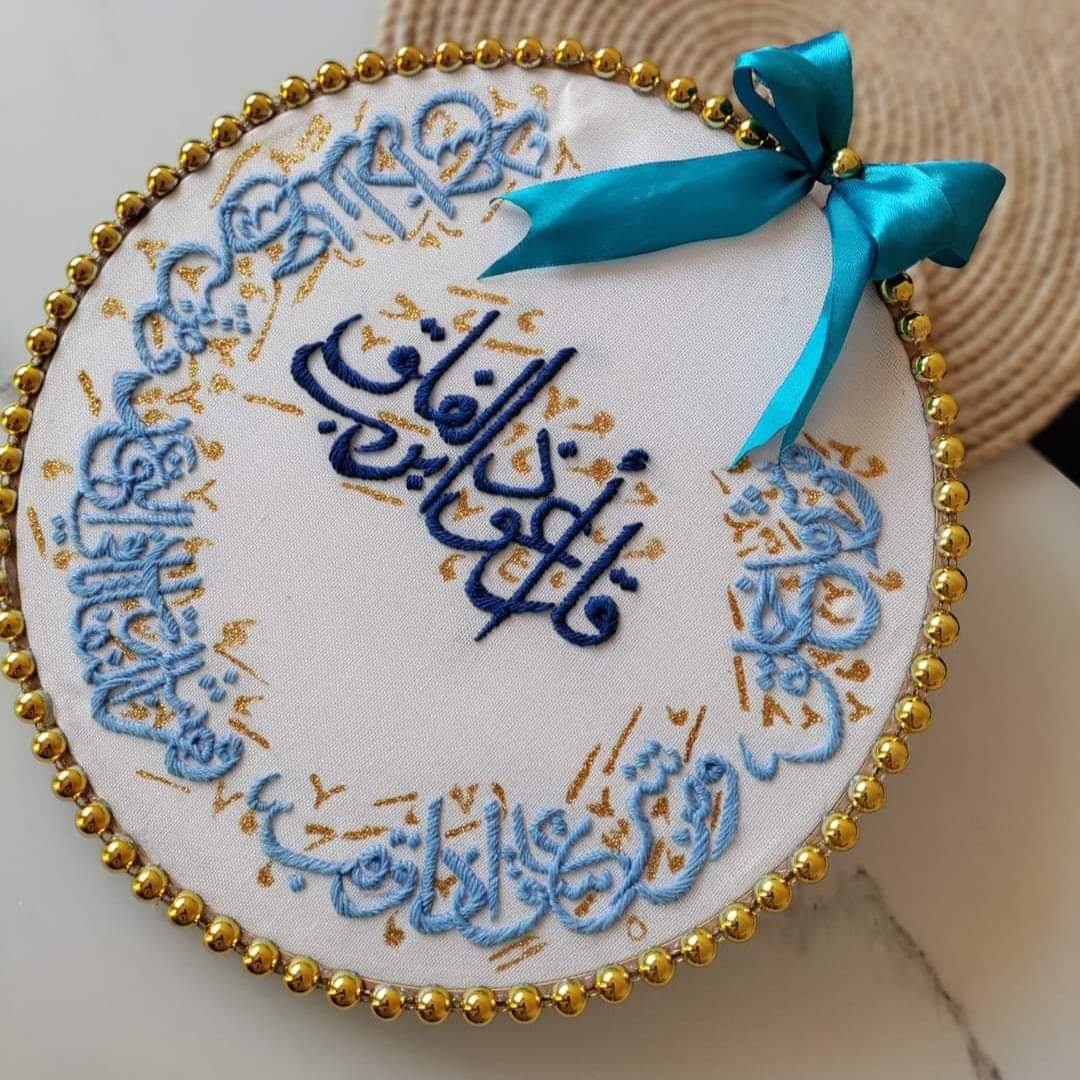 قل أعوذ برب الفلق
من شر ما خلق
ومن شر غاسق إذا وقب
ومن شر النفاثات في العقد
ومن شر حاسد إذا حسد